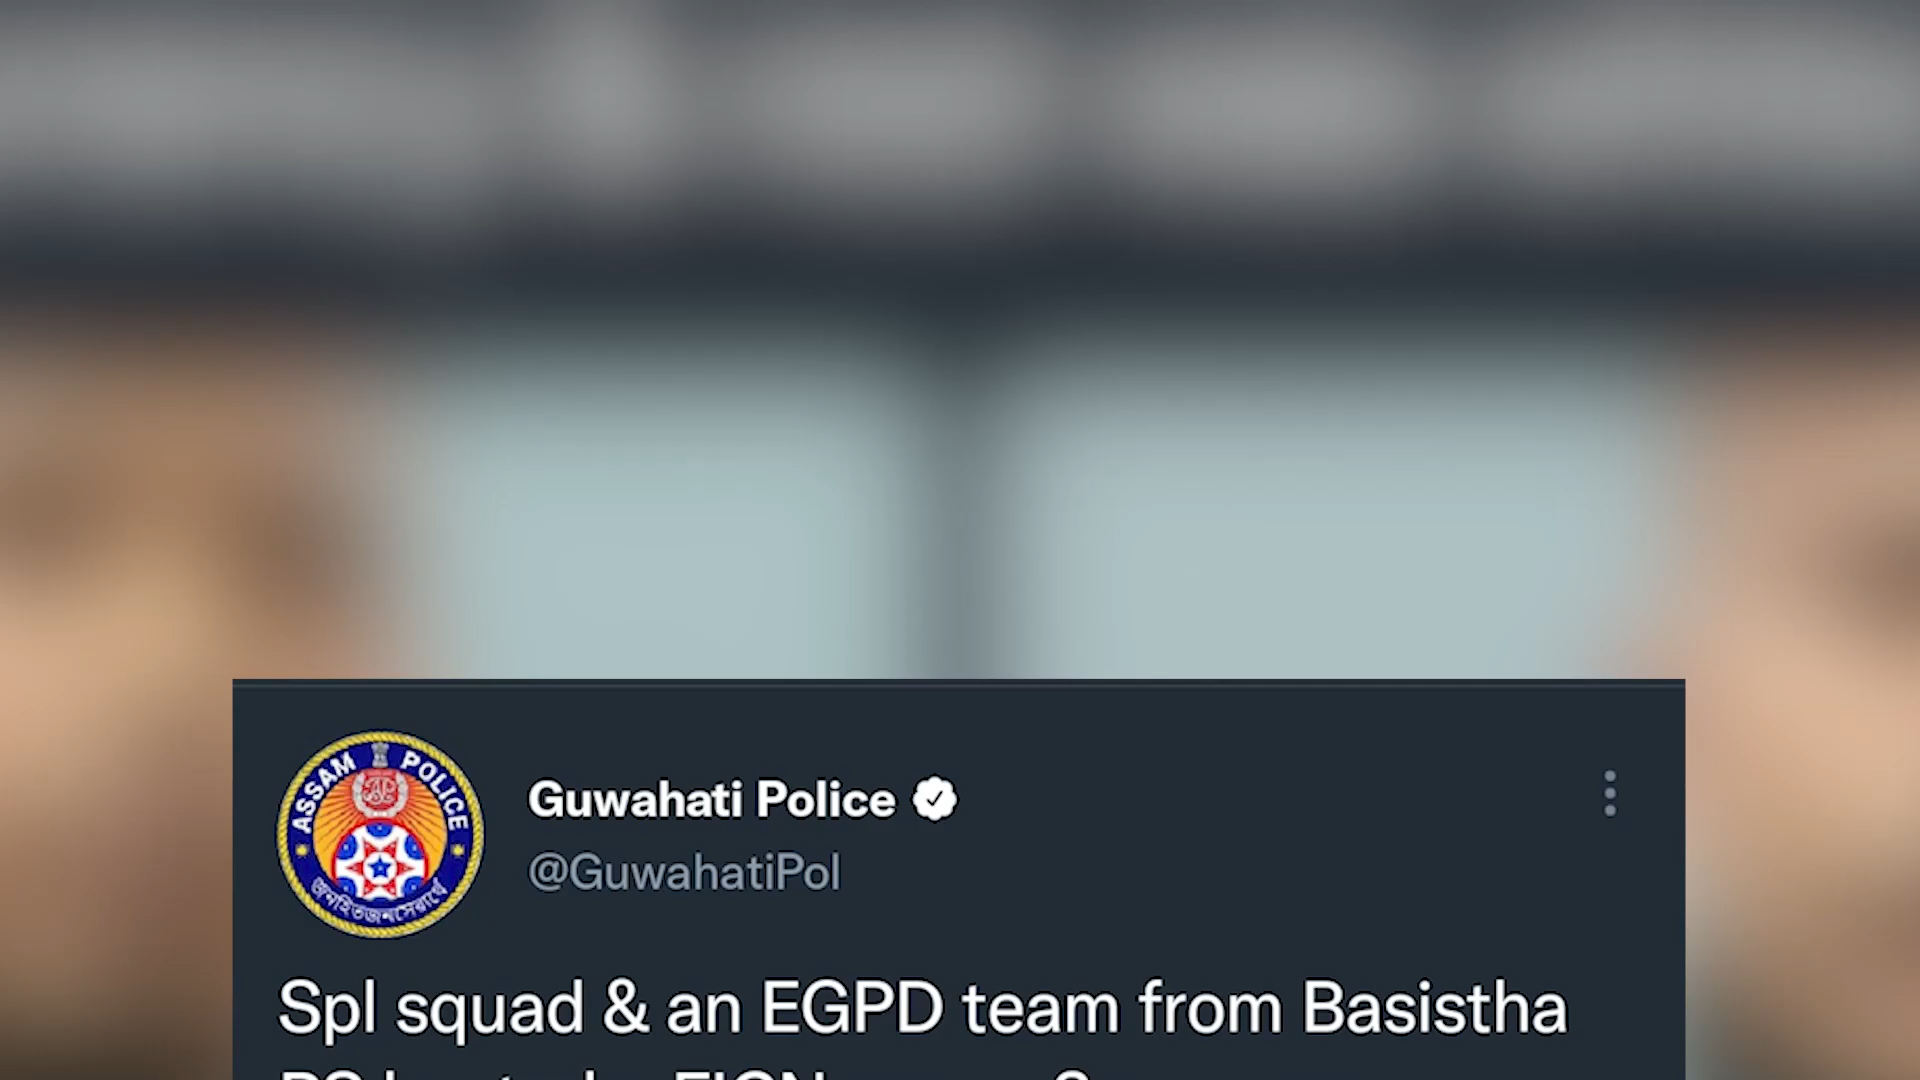 ASSAM POLICE
Guwahati Police
@GuwahatiPol
Spl squad & an EGPD team from Basistha